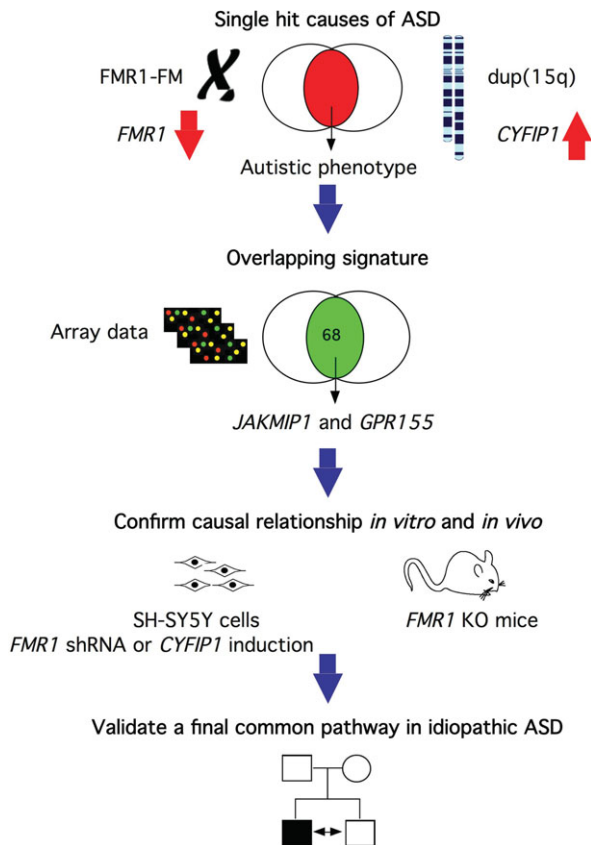 Single hit causes of ASD
FMR1-FM
dup(15q)
FMR1
CYFIP1
Autistic phenotype
Overlapping signature
Array data
68
JAKMIP1 and GPR155
Confirm causal relationship in vitro and in vivo
SH-SY5Y cells
FMR1 shRNA or CYFIP1 induction
FMR1 KO mice
Validate a final common pathway in idiopathic ASD